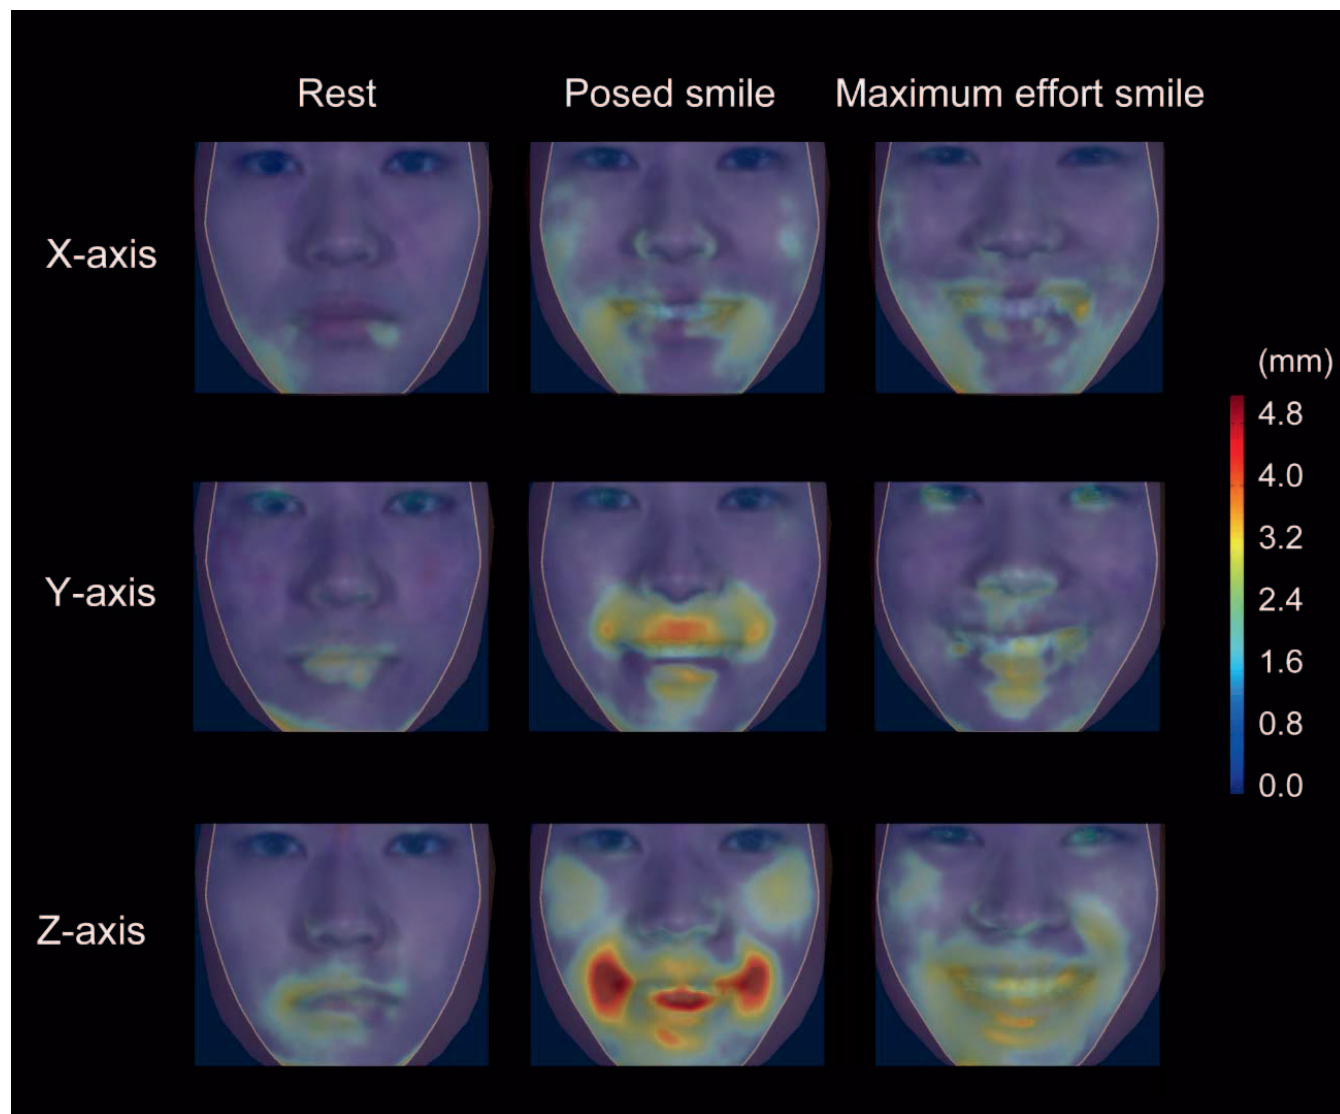 Rest
Posed smile
Maximum effort smile
X-axis
Y-axis
Z-axis
(mm)
4.8
4.0
3.2
2.4
1.6
0.8
0.0